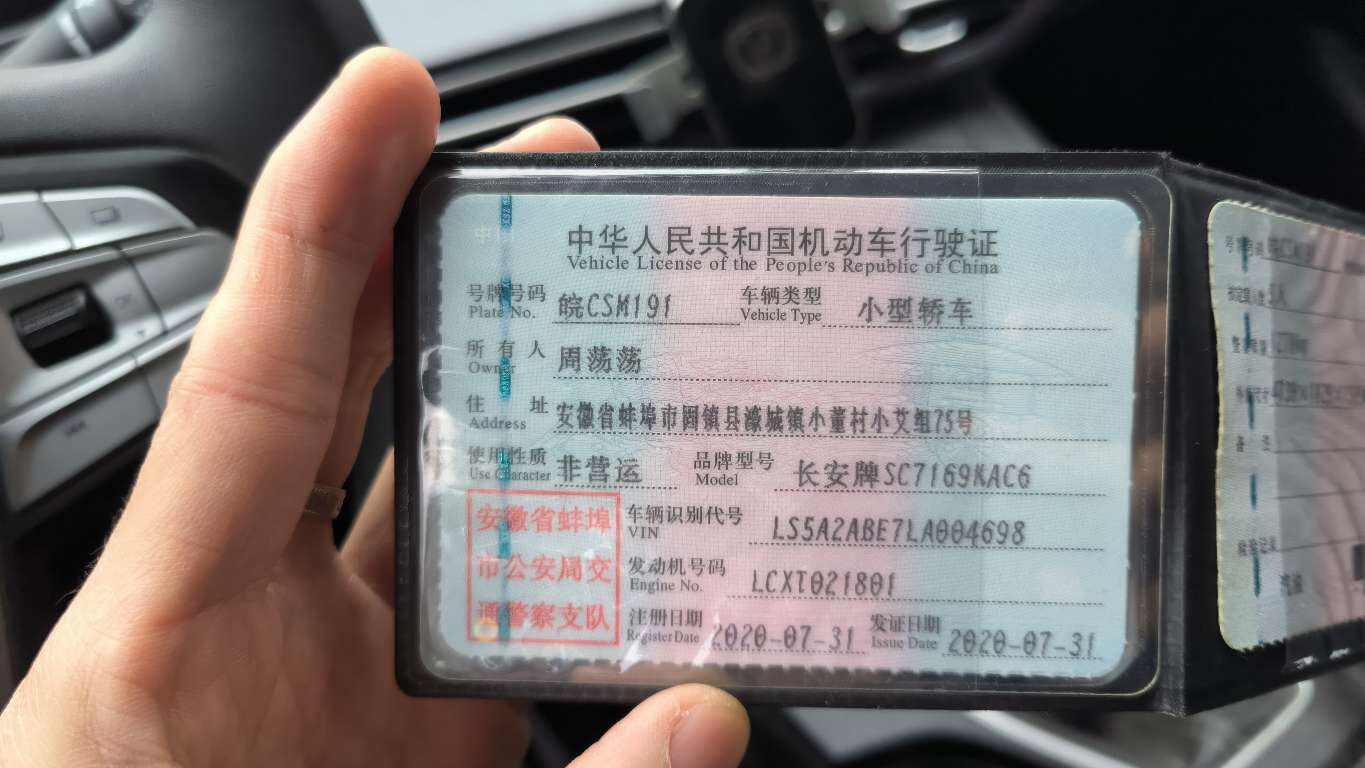 中华人民共和国机动车行驶证
Vehicle License of the People's Republic of China
号牌号码 皖CSM191 车辆类型 小型轿车
Plate No. Vehicle Type
所有人 周荡荡
Owner
住址 安徽省蚌埠市固镇县濠城镇小董村小艾组75号
Address
使用性质 非营运 品牌型号 长安牌SC7169KAC6
Use Character Model
安徽省蚌埠
市公安局交
通警察支队
车辆识别代号 LS5A2ABE7LA004698
VIN
发动机号码 LCXT021801
Engine No.
注册日期 2020-07-31 发证日期 2020-07-31
Register Date Issue Date